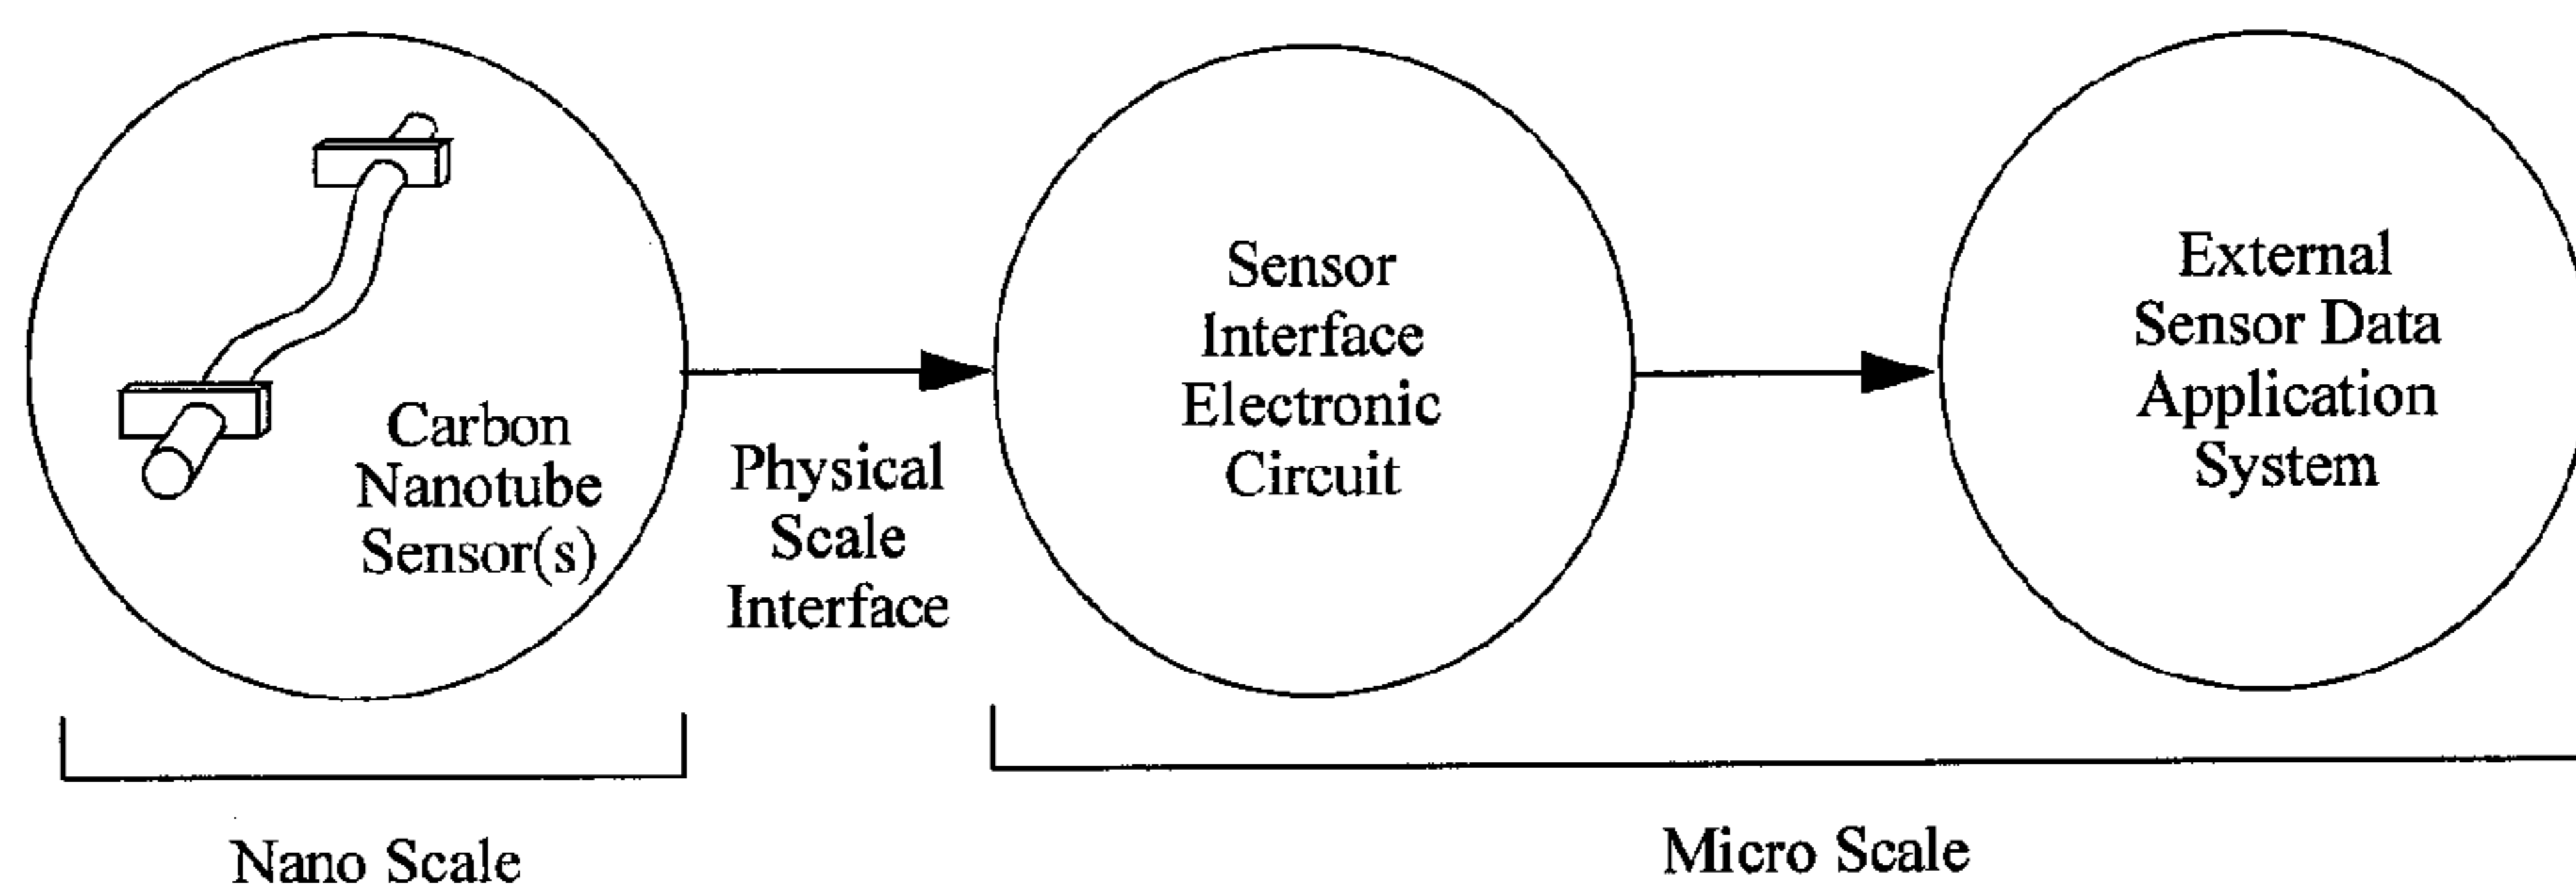 Carbon
Nanotube
Sensor(s)
Physical
Scale
Interface
Sensor
Interface
Electronic
Circuit
External
Sensor Data
Application
System
Nano Scale
Micro Scale